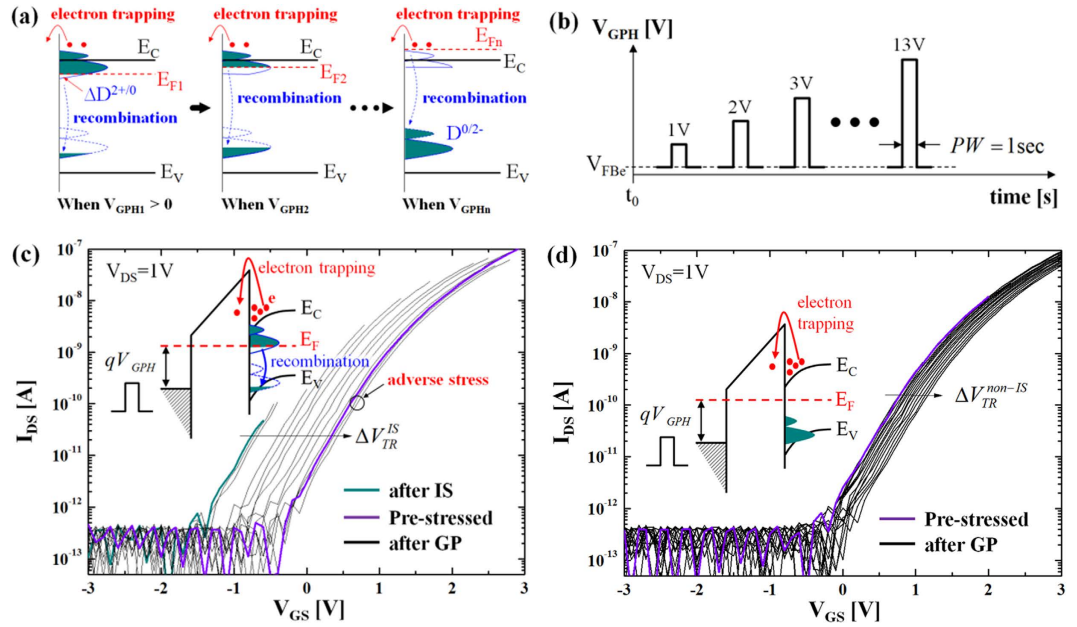 (a)
electron trapping
electron trapping
electron trapping
E_C
E_F1
ΔD^2+/0
recombination
E_V
When V_GPH1 > 0
E_C
E_F2
recombination
E_V
When V_GPH2
E_Fn
E_C
recombination
D^0/2-
E_V
When V_GPHn
(b)
V_GPH [V]
13V
3V
2V
1V
PW = 1sec
V_FBe
t_0
time [s]
(c)
V_DS=1V
electron trapping
e
E_C
E_F
qV_GPH
recombination
E_V
adverse stress
ΔV_TR^IS
after IS
Pre-stressed
after GP
I_DS [A]
10^-7
10^-8
10^-9
10^-10
10^-11
10^-12
10^-13
-3 -2 -1 0 1 2 3
V_GS [V]
(d)
V_DS=1V
electron
trapping
E_C
E_F
qV_GPH
E_V
ΔV_TR^non-IS
Pre-stressed
after GP
I_DS [A]
10^-7
10^-8
10^-9
10^-10
10^-11
10^-12
10^-13
-3 -2 -1 0 1 2 3
V_GS [V]